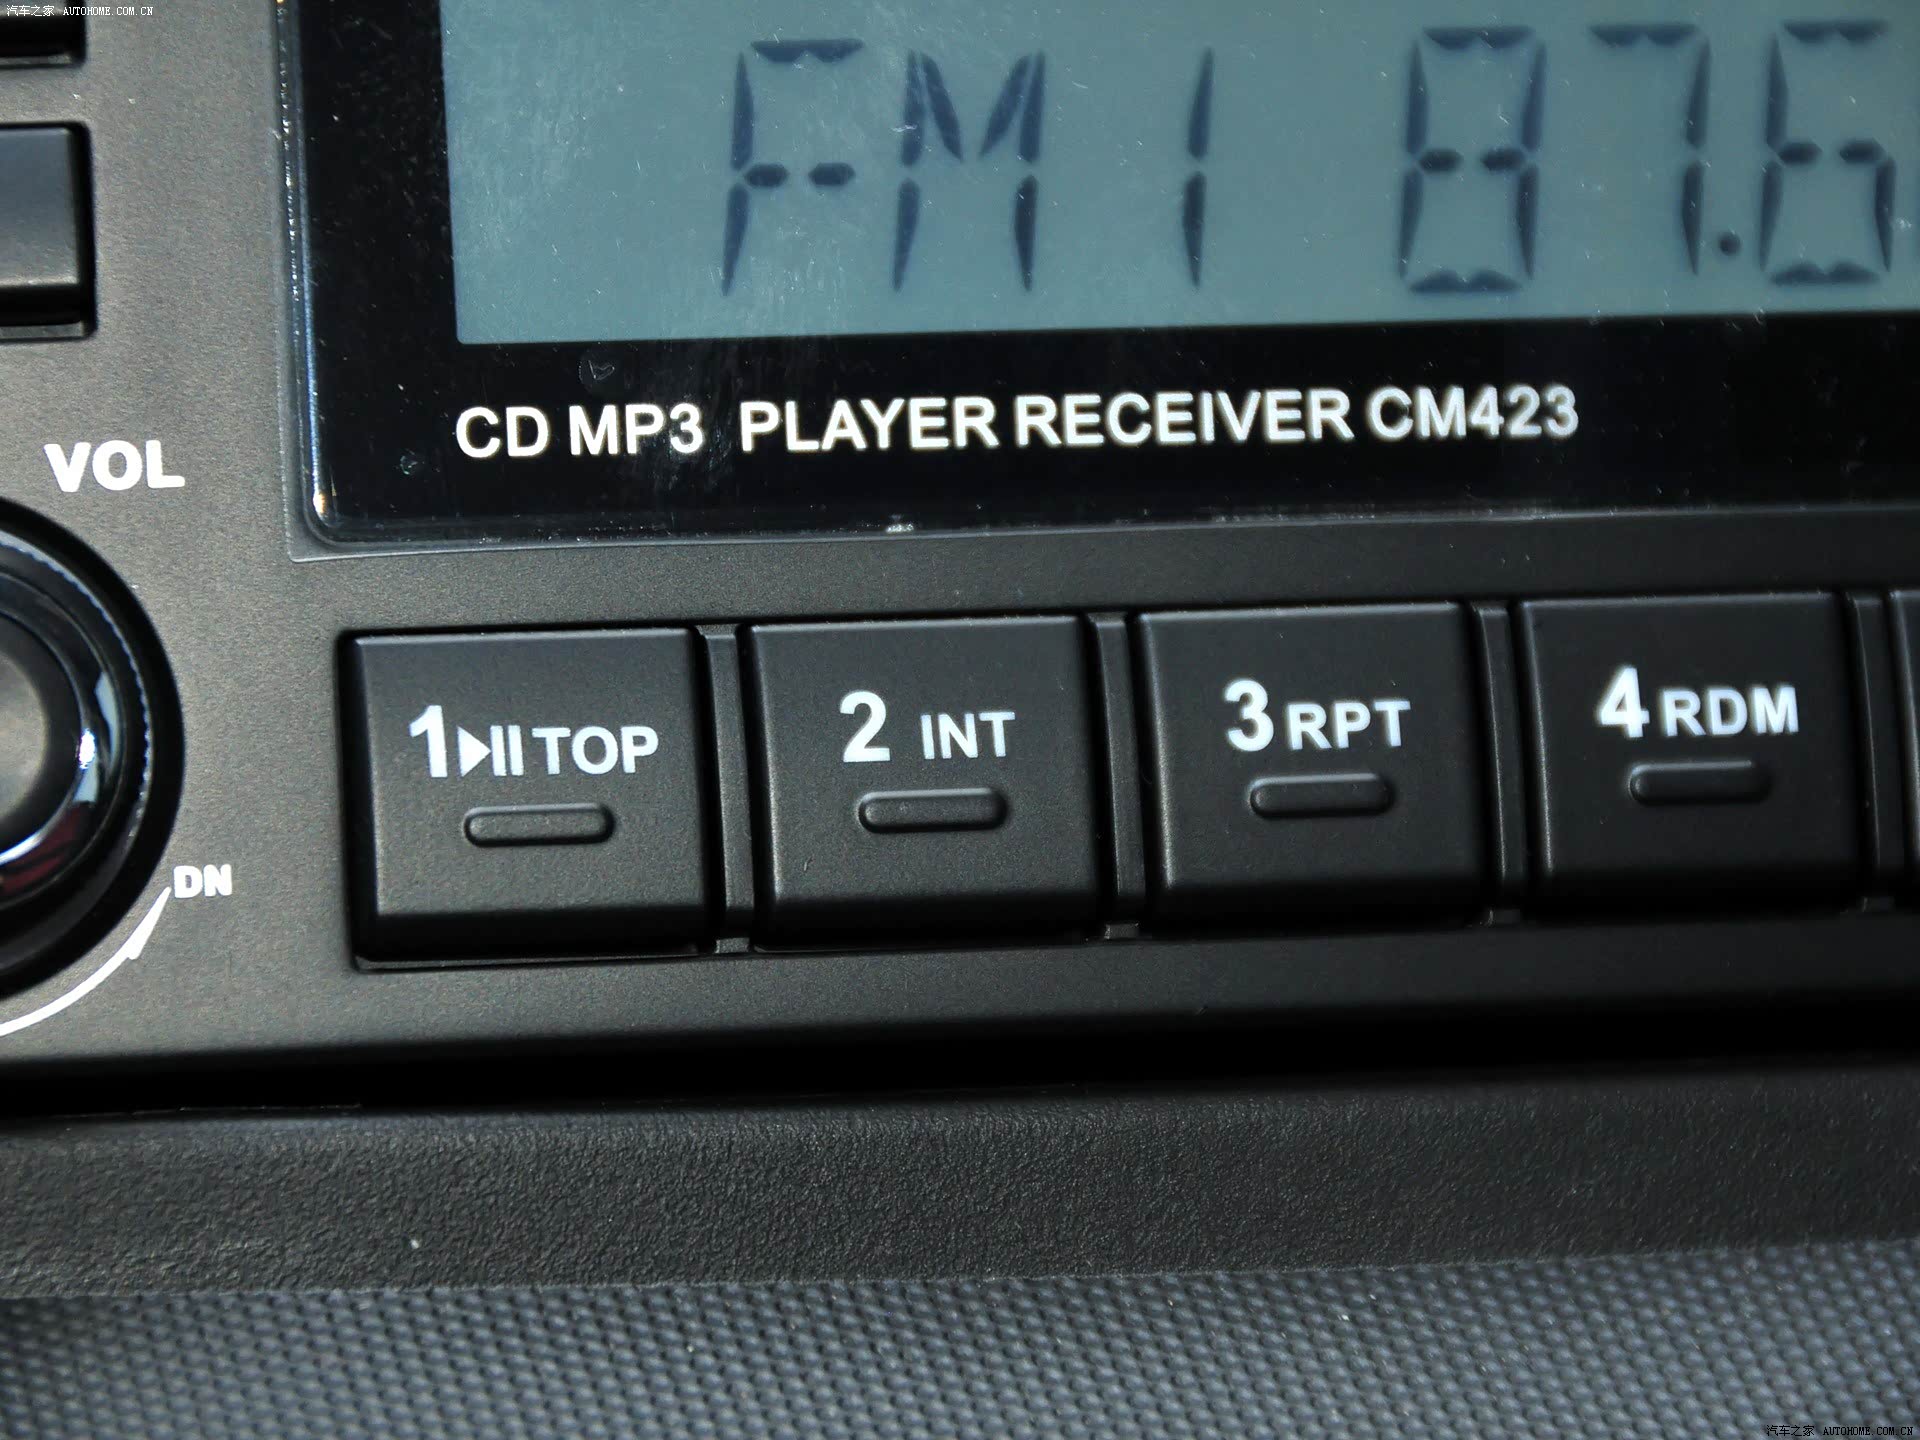 汽车之家 AUTOHOME.COM.CN
FM1 87.6
CD MP3 PLAYER RECEIVER CM423
VOL
1 TOP
2 INT
3 RPT
4 RDM
DN
汽车之家 AUTOHOME.COM.CN